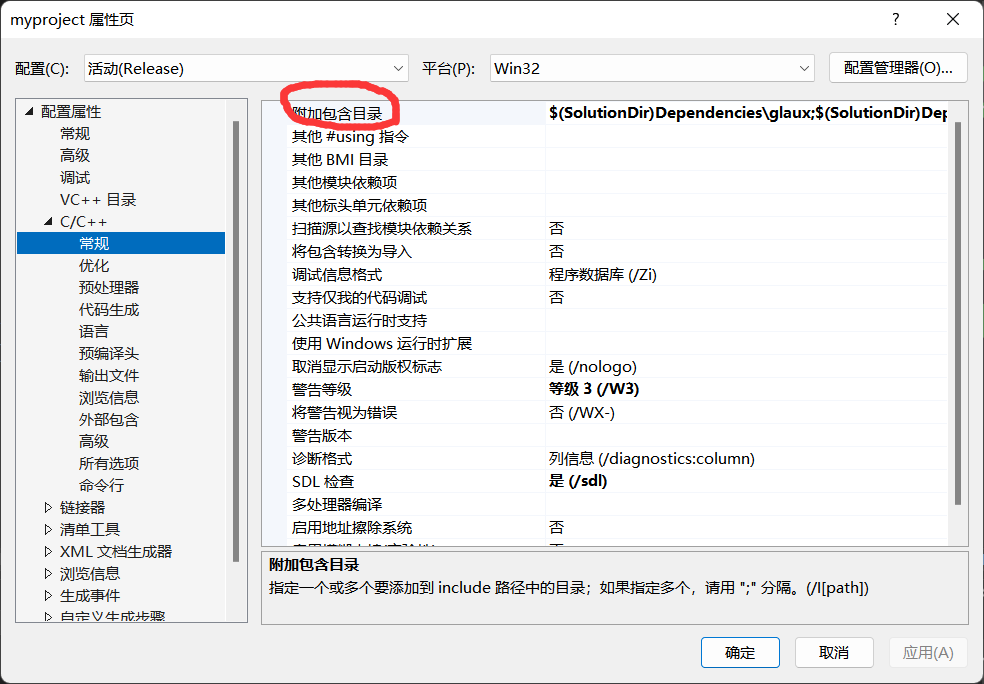 myproject 属性页
?
配置(C):
活动(Release)
平台(P):
Win32
配置管理器(O)...
配置属性
常规
高级
调试
VC++ 目录
C/C++
常规
优化
预处理器
代码生成
语言
预编译头
输出文件
浏览信息
外部包含
高级
所有选项
命令行
链接器
清单工具
XML 文档生成器
浏览信息
生成事件
自定义生成步骤
附加包含目录 $(SolutionDir)Dependencies\glaux;$(SolutionDir)Dep
其他 #using 指令
其他 BMI 目录
其他模块依赖项
其他标头单元依赖项
扫描源以查找模块依赖关系 否
将包含转换为导入 否
调试信息格式 程序数据库 (/Zi)
支持仅我的代码调试 否
公共语言运行时支持
使用 Windows 运行时扩展
取消显示启动版权标志 是 (/nologo)
警告等级 等级 3 (/W3)
将警告视为错误 否 (/WX-)
警告版本
诊断格式 列信息 (/diagnostics:column)
SDL 检查 是 (/sdl)
多处理器编译
启用地址擦除系统 否
附加包含目录
指定一个或多个要添加到 include 路径中的目录；如果指定多个，请用 ";" 分隔。(/I[path])
确定
取消
应用(A)